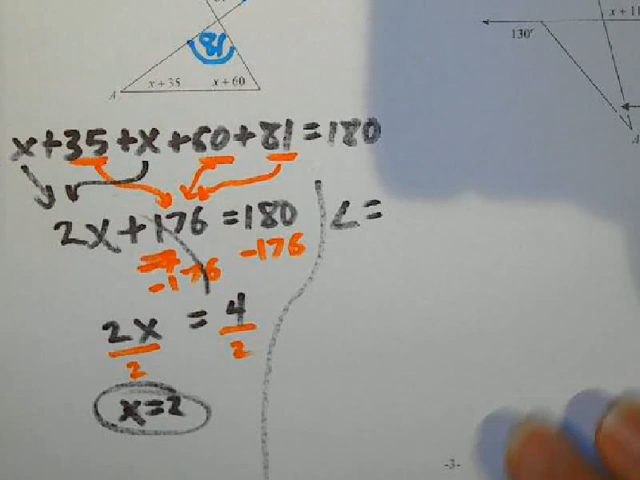 x+11
130°
81
x+35 x+60
A
A
x+35+x+60+81=180
2x+176=180 ∠=
-176 -176
2x = 4
2 2
x=2
-3-